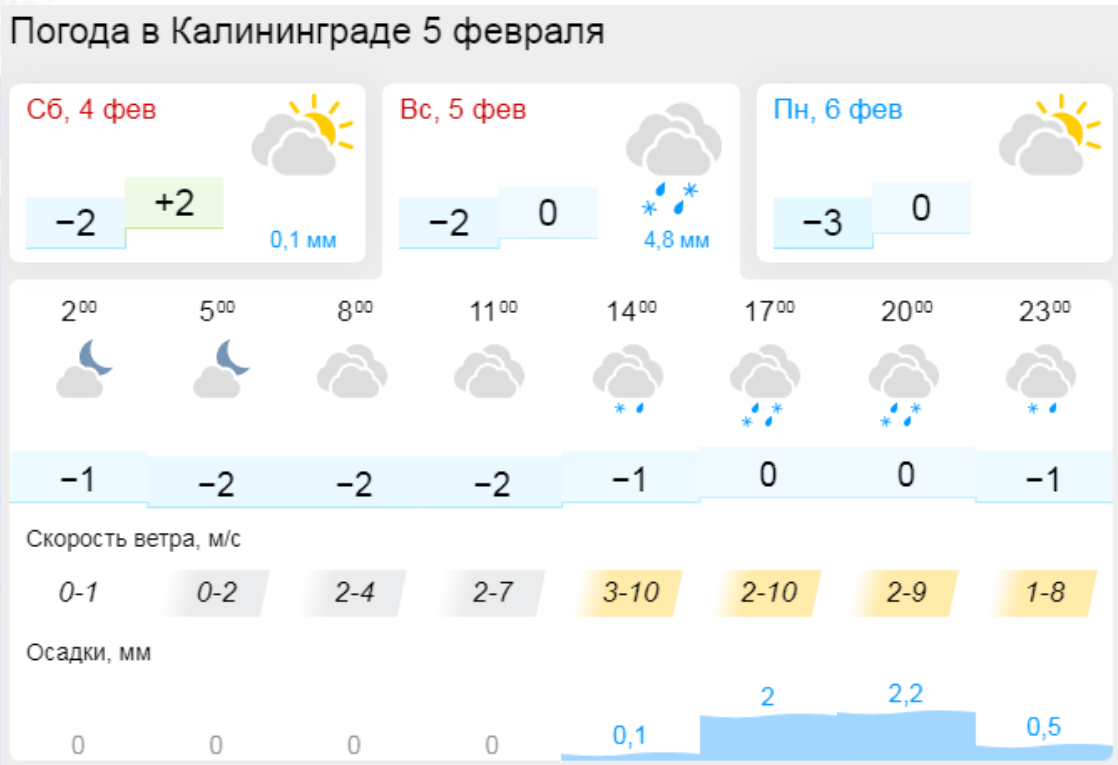 Погода в Калининграде 5 февраля
Сб, 4 фев
−2
+2
0,1 мм
Вс, 5 фев
−2
0
4,8 мм
Пн, 6 фев
−3
0
2⁰⁰ 5⁰⁰ 8⁰⁰ 11⁰⁰ 14⁰⁰ 17⁰⁰ 20⁰⁰ 23⁰⁰
−1 −2 −2 −2 −1 0 0 −1
Скорость ветра, м/с
0-1 0-2 2-4 2-7 3-10 2-10 2-9 1-8
Осадки, мм
0 0 0 0 0,1 2 2,2 0,5